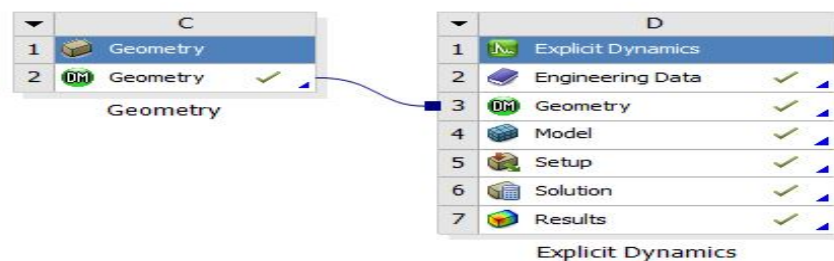 C
1 Geometry
2 DM Geometry
Geometry
D
1 Explicit Dynamics
2 Engineering Data
3 DM Geometry
4 Model
5 Setup
6 Solution
7 Results
Explicit Dynamics